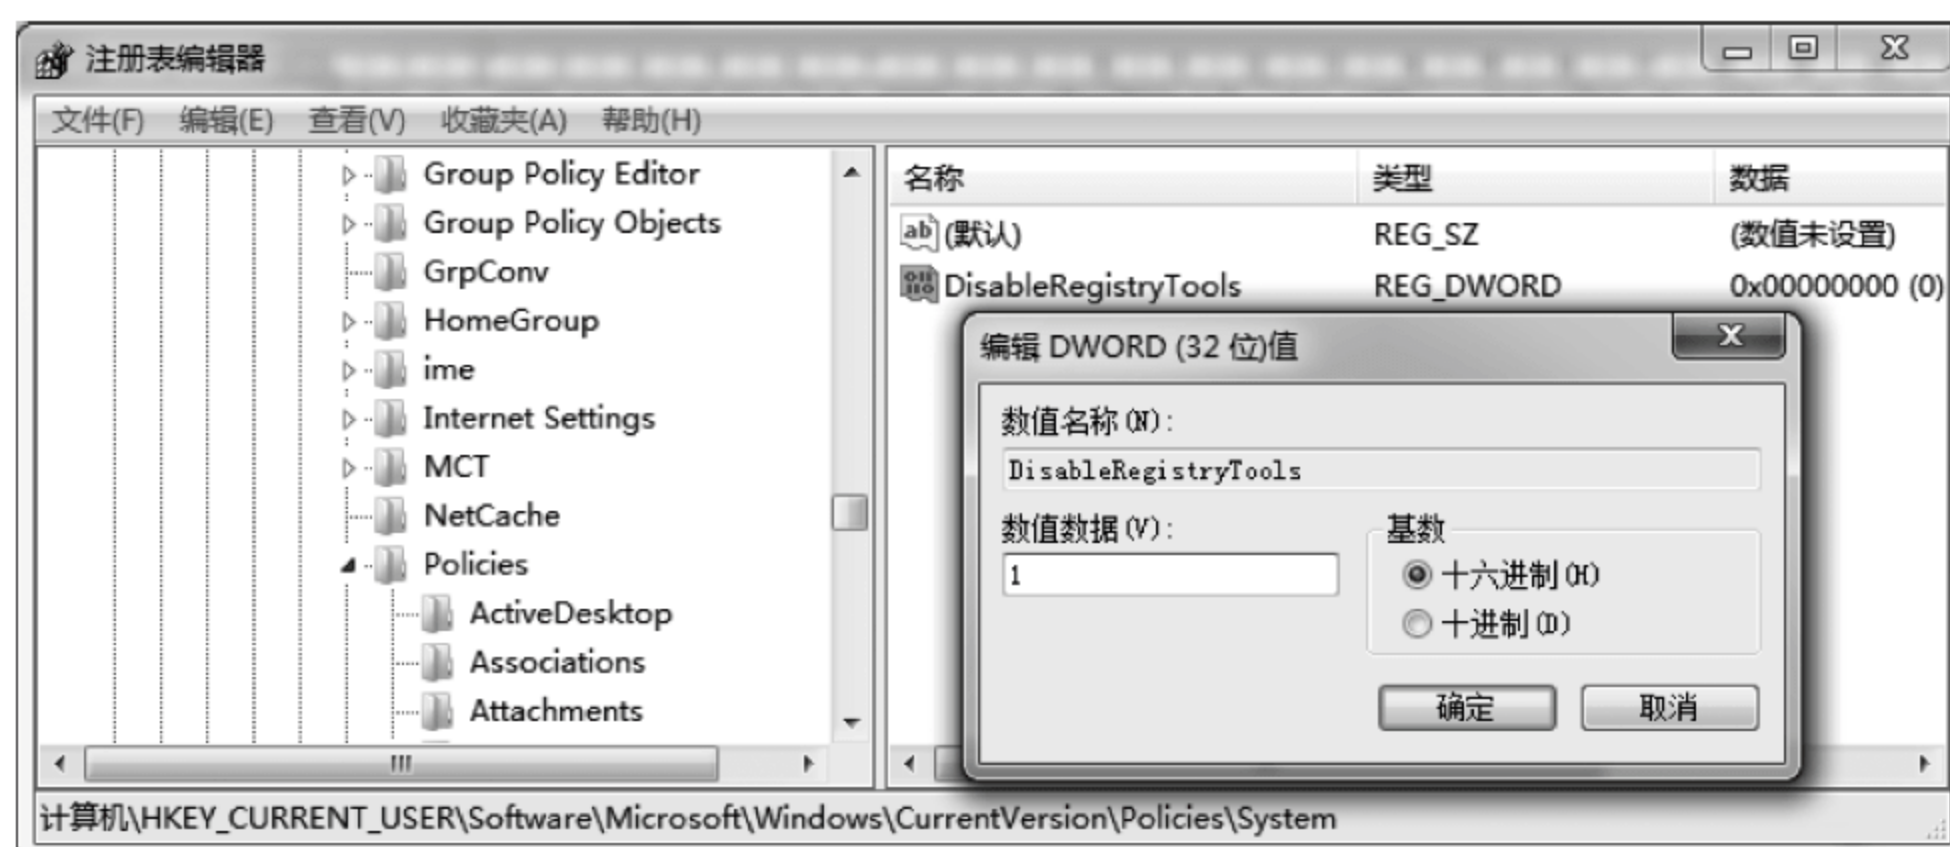 注册表编辑器
文件(F) 编辑(E) 查看(V) 收藏夹(A) 帮助(H)
Group Policy Editor
Group Policy Objects
GrpConv
HomeGroup
ime
Internet Settings
MCT
NetCache
Policies
ActiveDesktop
Associations
Attachments
名称 类型 数据
(默认) REG_SZ (数值未设置)
DisableRegistryTools REG_DWORD 0x00000000 (0)
编辑 DWORD (32 位)值
数值名称(N):
DisableRegistryTools
数值数据(V):
1
基数
十六进制(H)
十进制(D)
确定 取消
计算机\HKEY_CURRENT_USER\Software\Microsoft\Windows\CurrentVersion\Policies\System